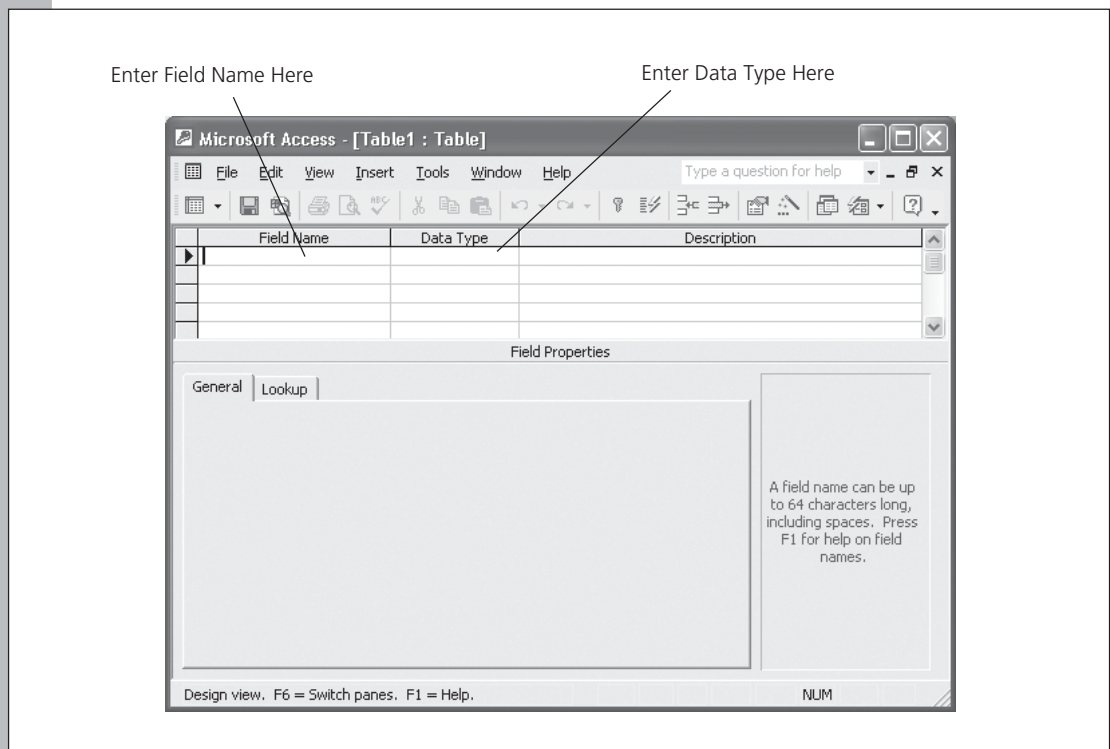 Enter Field Name Here
Enter Data Type Here
Microsoft Access - [Table1 : Table]
File Edit View Insert Tools Window Help Type a question for help
ABC
Field Name Data Type Description
Field Properties
General Lookup
A field name can be up
to 64 characters long,
including spaces. Press
F1 for help on field
names.
Design view. F6 = Switch panes. F1 = Help. NUM